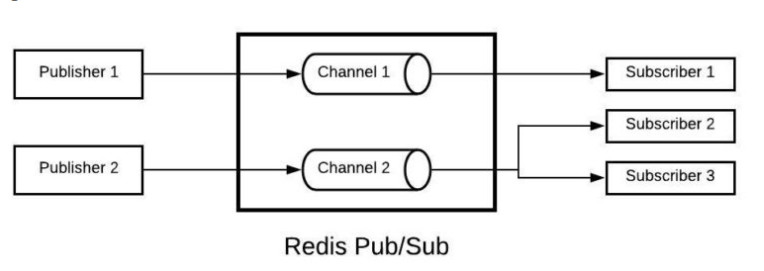 Publisher 1
Channel 1
Subscriber 1
Subscriber 2
Publisher 2
Channel 2
Subscriber 3
Redis Pub/Sub